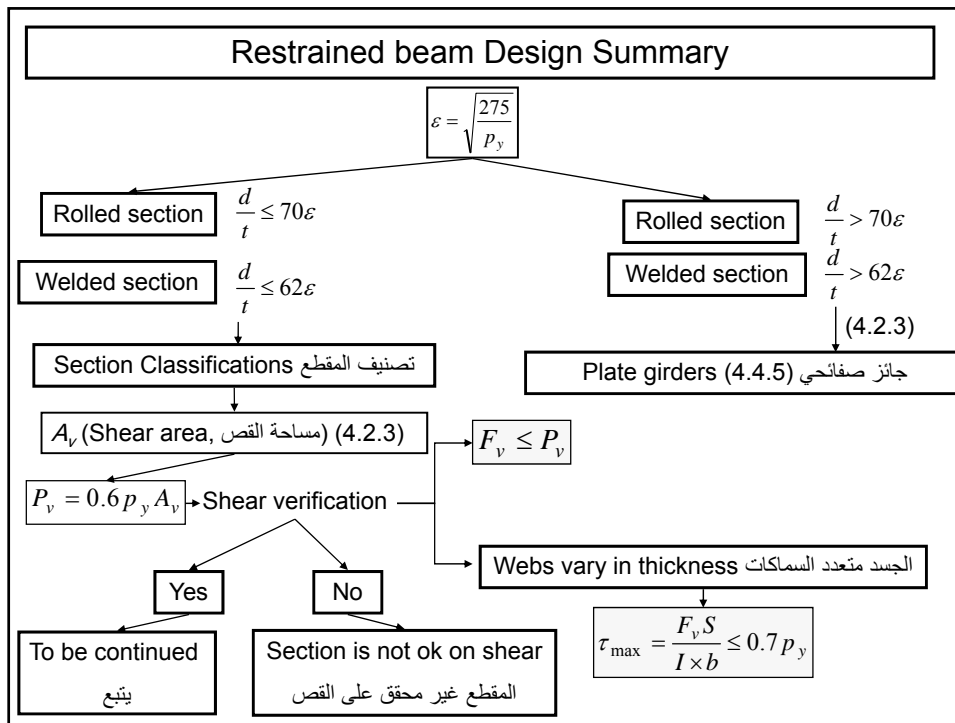 Restrained beam Design Summary
ε = √(275 / p_y)
Rolled section d/t ≤ 70ε
Rolled section d/t > 70ε
Welded section d/t ≤ 62ε
Welded section d/t > 62ε
(4.2.3)
Section Classifications تصنيف المقطع
Plate girders (4.4.5) جائز صفائحي
A_v (Shear area, مساحة القص) (4.2.3)
F_v ≤ P_v
P_v = 0.6 p_y A_v
Shear verification
Webs vary in thickness الجسد متعدد السماكات
Yes
No
τ_max = F_v S / I × b ≤ 0.7 p_y
To be continued
يتبع
Section is not ok on shear
المقطع غير محقق على القص